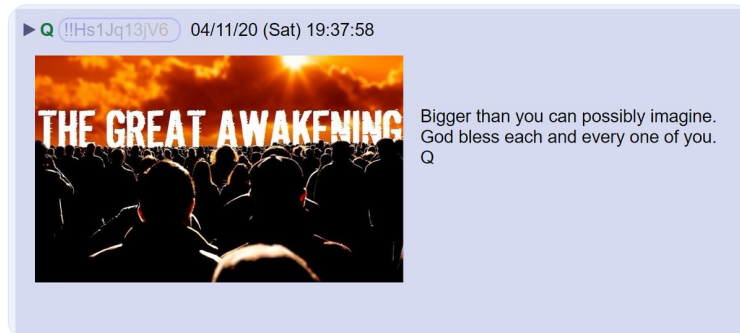 Q !!Hs1Jq13jV6 04/11/20 (Sat) 19:37:58
THE GREAT AWAKENING
Bigger than you can possibly imagine.
God bless each and every one of you.
Q